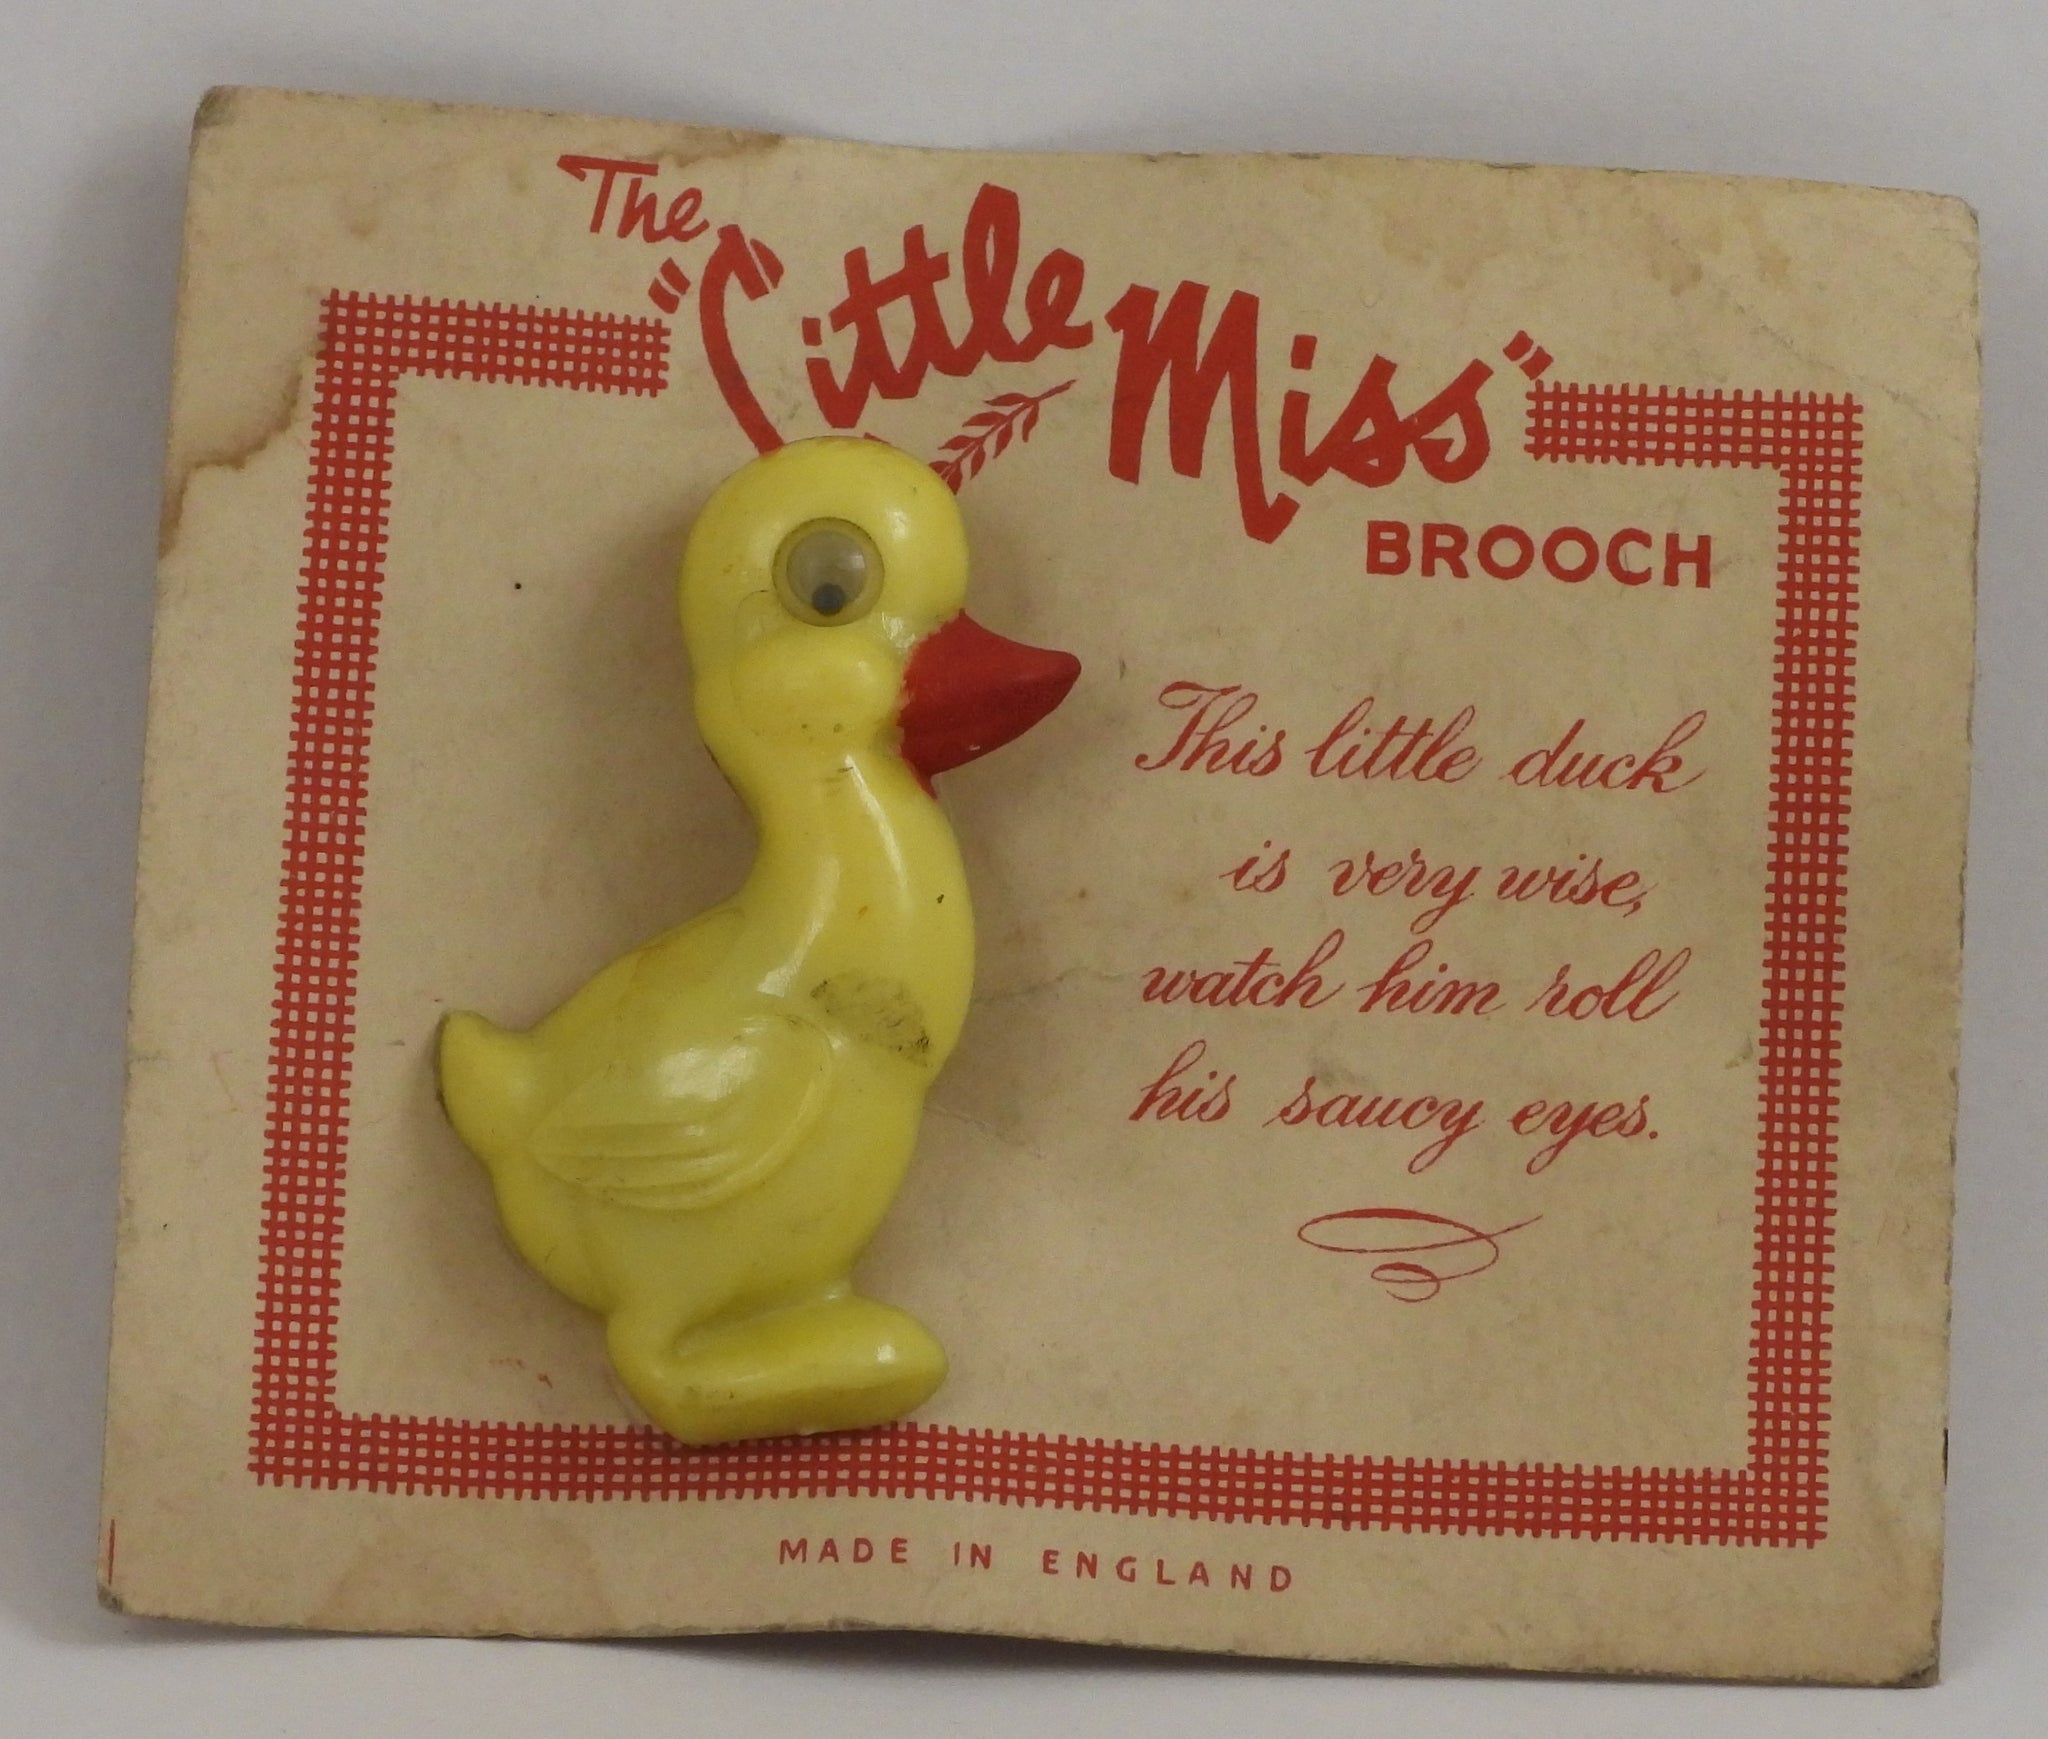 The
"Little Miss"
BROOCH
This little duck
is very wise,
watch him roll
his saucy eyes.
MADE IN ENGLAND